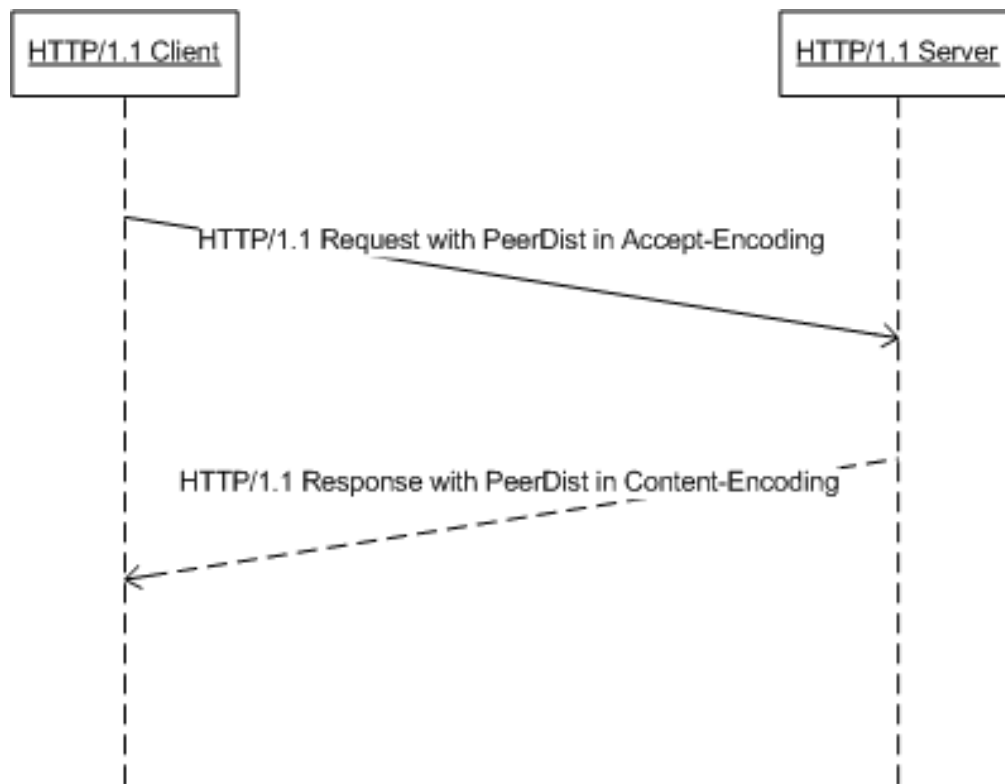 HTTP/1.1 Client
HTTP/1.1 Server
HTTP/1.1 Request with PeerDist in Accept-Encoding
HTTP/1.1 Response with PeerDist in Content-Encoding